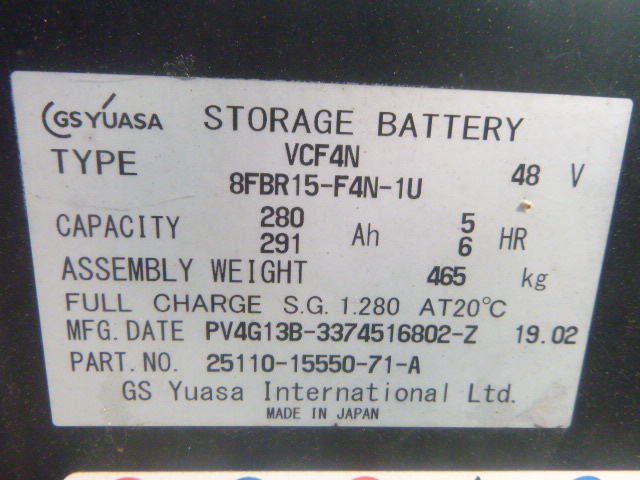 GS YUASA STORAGE BATTERY
TYPE VCF4N
8FBR15-F4N-1U 48 V
CAPACITY 280 Ah 5 HR
291 6
ASSEMBLY WEIGHT 465 kg
FULL CHARGE S.G. 1.280 AT20°C
MFG. DATE PV4G13B-3374516802-Z 19.02
PART. NO. 25110-15550-71-A
GS Yuasa International Ltd.
MADE IN JAPAN